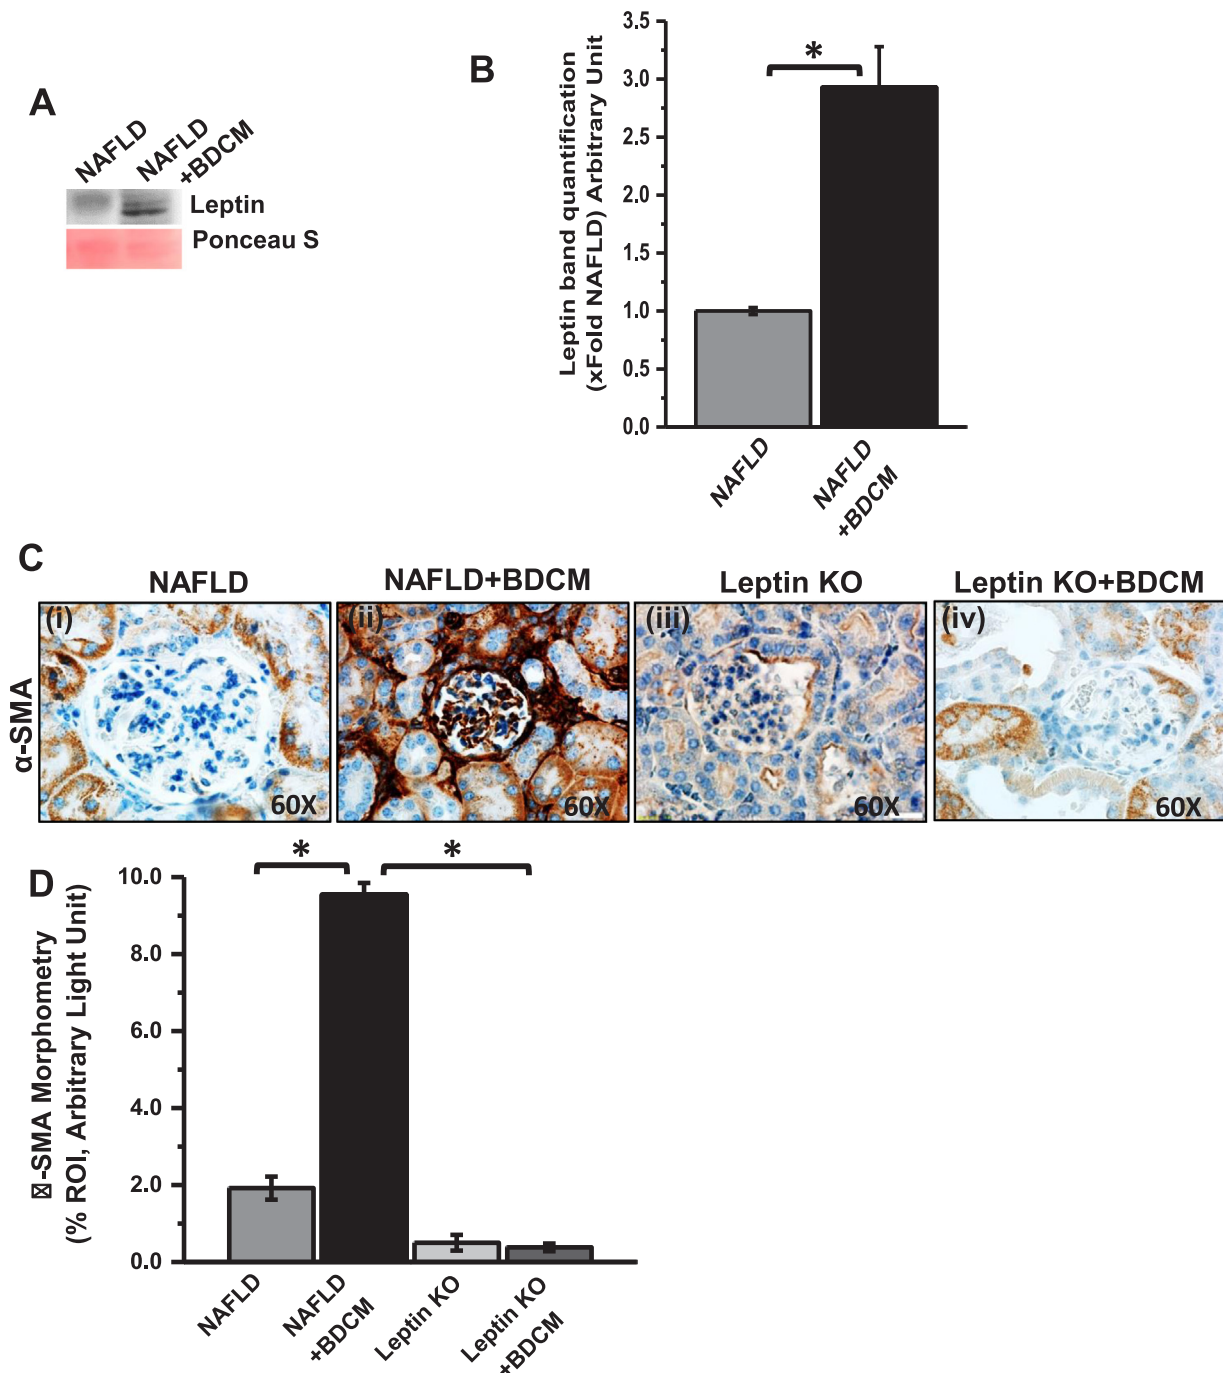 A
NAFLD
NAFLD
+BDCM
Leptin
Ponceau S
B
Leptin band quantification
(xFold NAFLD) Arbitrary Unit
3.5
3.0
2.5
2.0
1.5
1.0
0.5
0.0
*
NAFLD
NAFLD
+BDCM
C
NAFLD
NAFLD+BDCM
Leptin KO
Leptin KO+BDCM
α-SMA
(i)
(ii)
(iii)
(iv)
60X
60X
60X
60X
D
-SMA Morphometry
(% ROI, Arbitrary Light Unit)
10.0
8.0
6.0
4.0
2.0
0.0
*
*
NAFLD
NAFLD
+BDCM
Leptin KO
Leptin KO
+BDCM